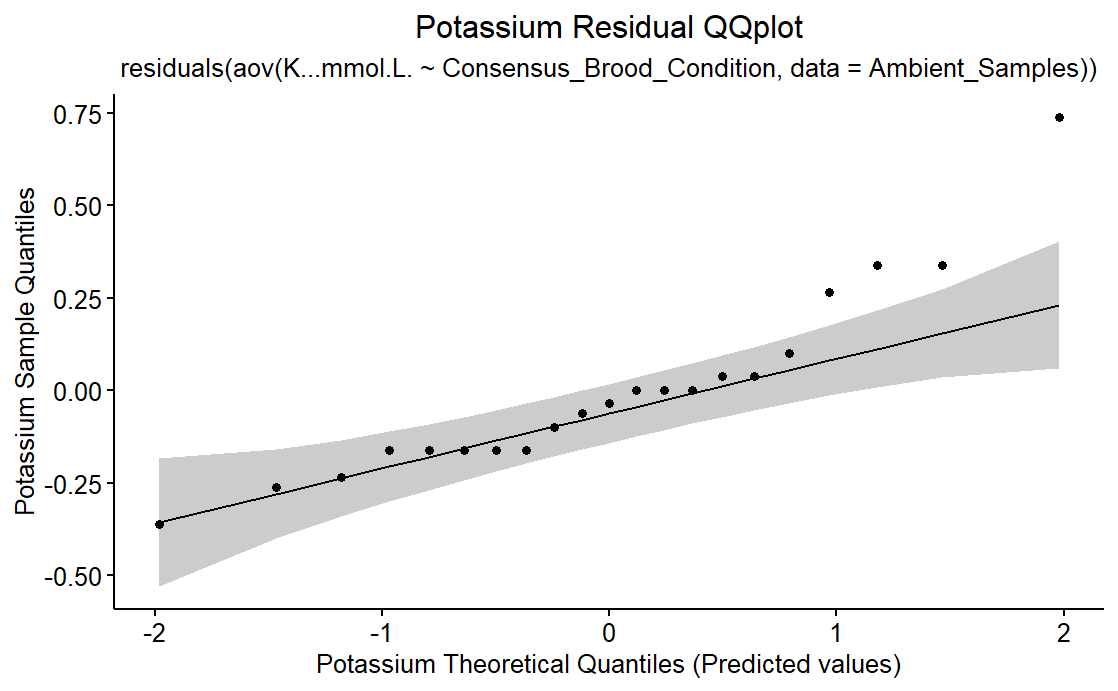 Potassium Residual QQplot
residuals(aov(K...mmol.L. ~ Consensus_Brood_Condition, data = Ambient_Samples))
0.75
0.50
0.25
0.00
-0.25
-0.50
Potassium Sample Quantiles
-2
-1
0
1
2
Potassium Theoretical Quantiles (Predicted values)